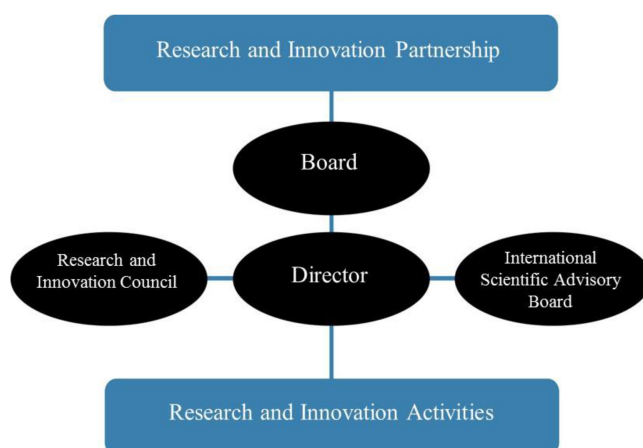 Research and Innovation Partnership
Board
Research and
Innovation Council
Director
International
Scientific Advisory
Board
Research and Innovation Activities